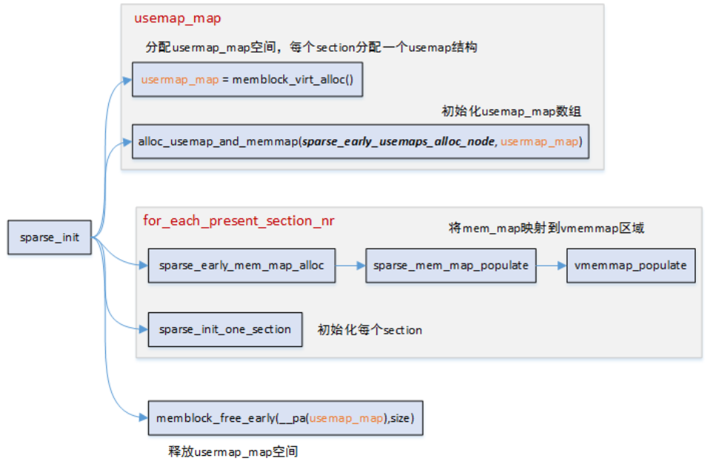 usemap_map
分配usermap_map空间，每个section分配一个usemap结构
usermap_map = memblock_virt_alloc()
初始化usemap_map数组
alloc_usemap_and_memmap(sparse_early_usemaps_alloc_node, usermap_map)
sparse_init
for_each_present_section_nr
将mem_map映射到vmemmap区域
sparse_early_mem_map_alloc
sparse_mem_map_populate
vmemmap_populate
sparse_init_one_section
初始化每个section
memblock_free_early(__pa(usemap_map),size)
释放usermap_map空间